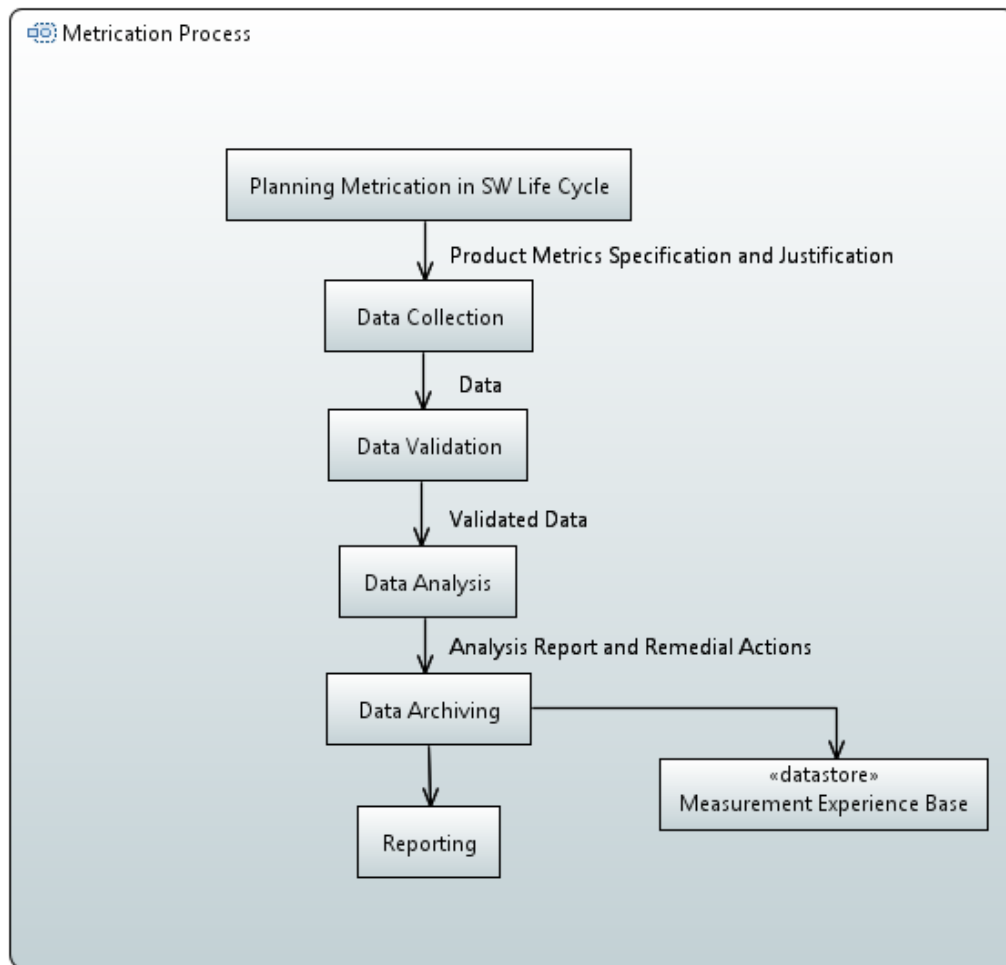 Metrication Process
Planning Metrication in SW Life Cycle
Product Metrics Specification and Justification
Data Collection
Data
Data Validation
Validated Data
Data Analysis
Analysis Report and Remedial Actions
Data Archiving
«datastore»
Measurement Experience Base
Reporting